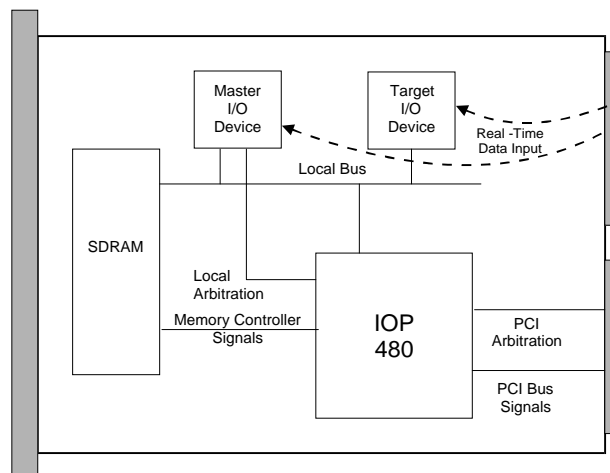 Master
I/O
Device
Target
I/O
Device
Real -Time
Data Input
Local Bus
SDRAM
Local
Arbitration
Memory Controller
Signals
IOP
480
PCI
Arbitration
PCI Bus
Signals